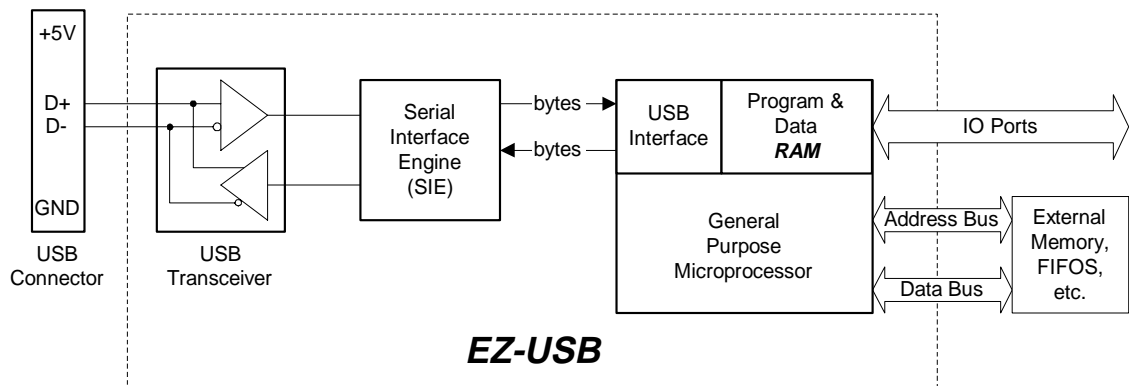 +5V
D+
D-
GND
USB
Connector
USB
Transceiver
Serial
Interface
Engine
(SIE)
bytes
bytes
USB
Interface
Program &
Data
RAM
General
Purpose
Microprocessor
IO Ports
Address Bus
Data Bus
External
Memory,
FIFOS,
etc.
EZ-USB